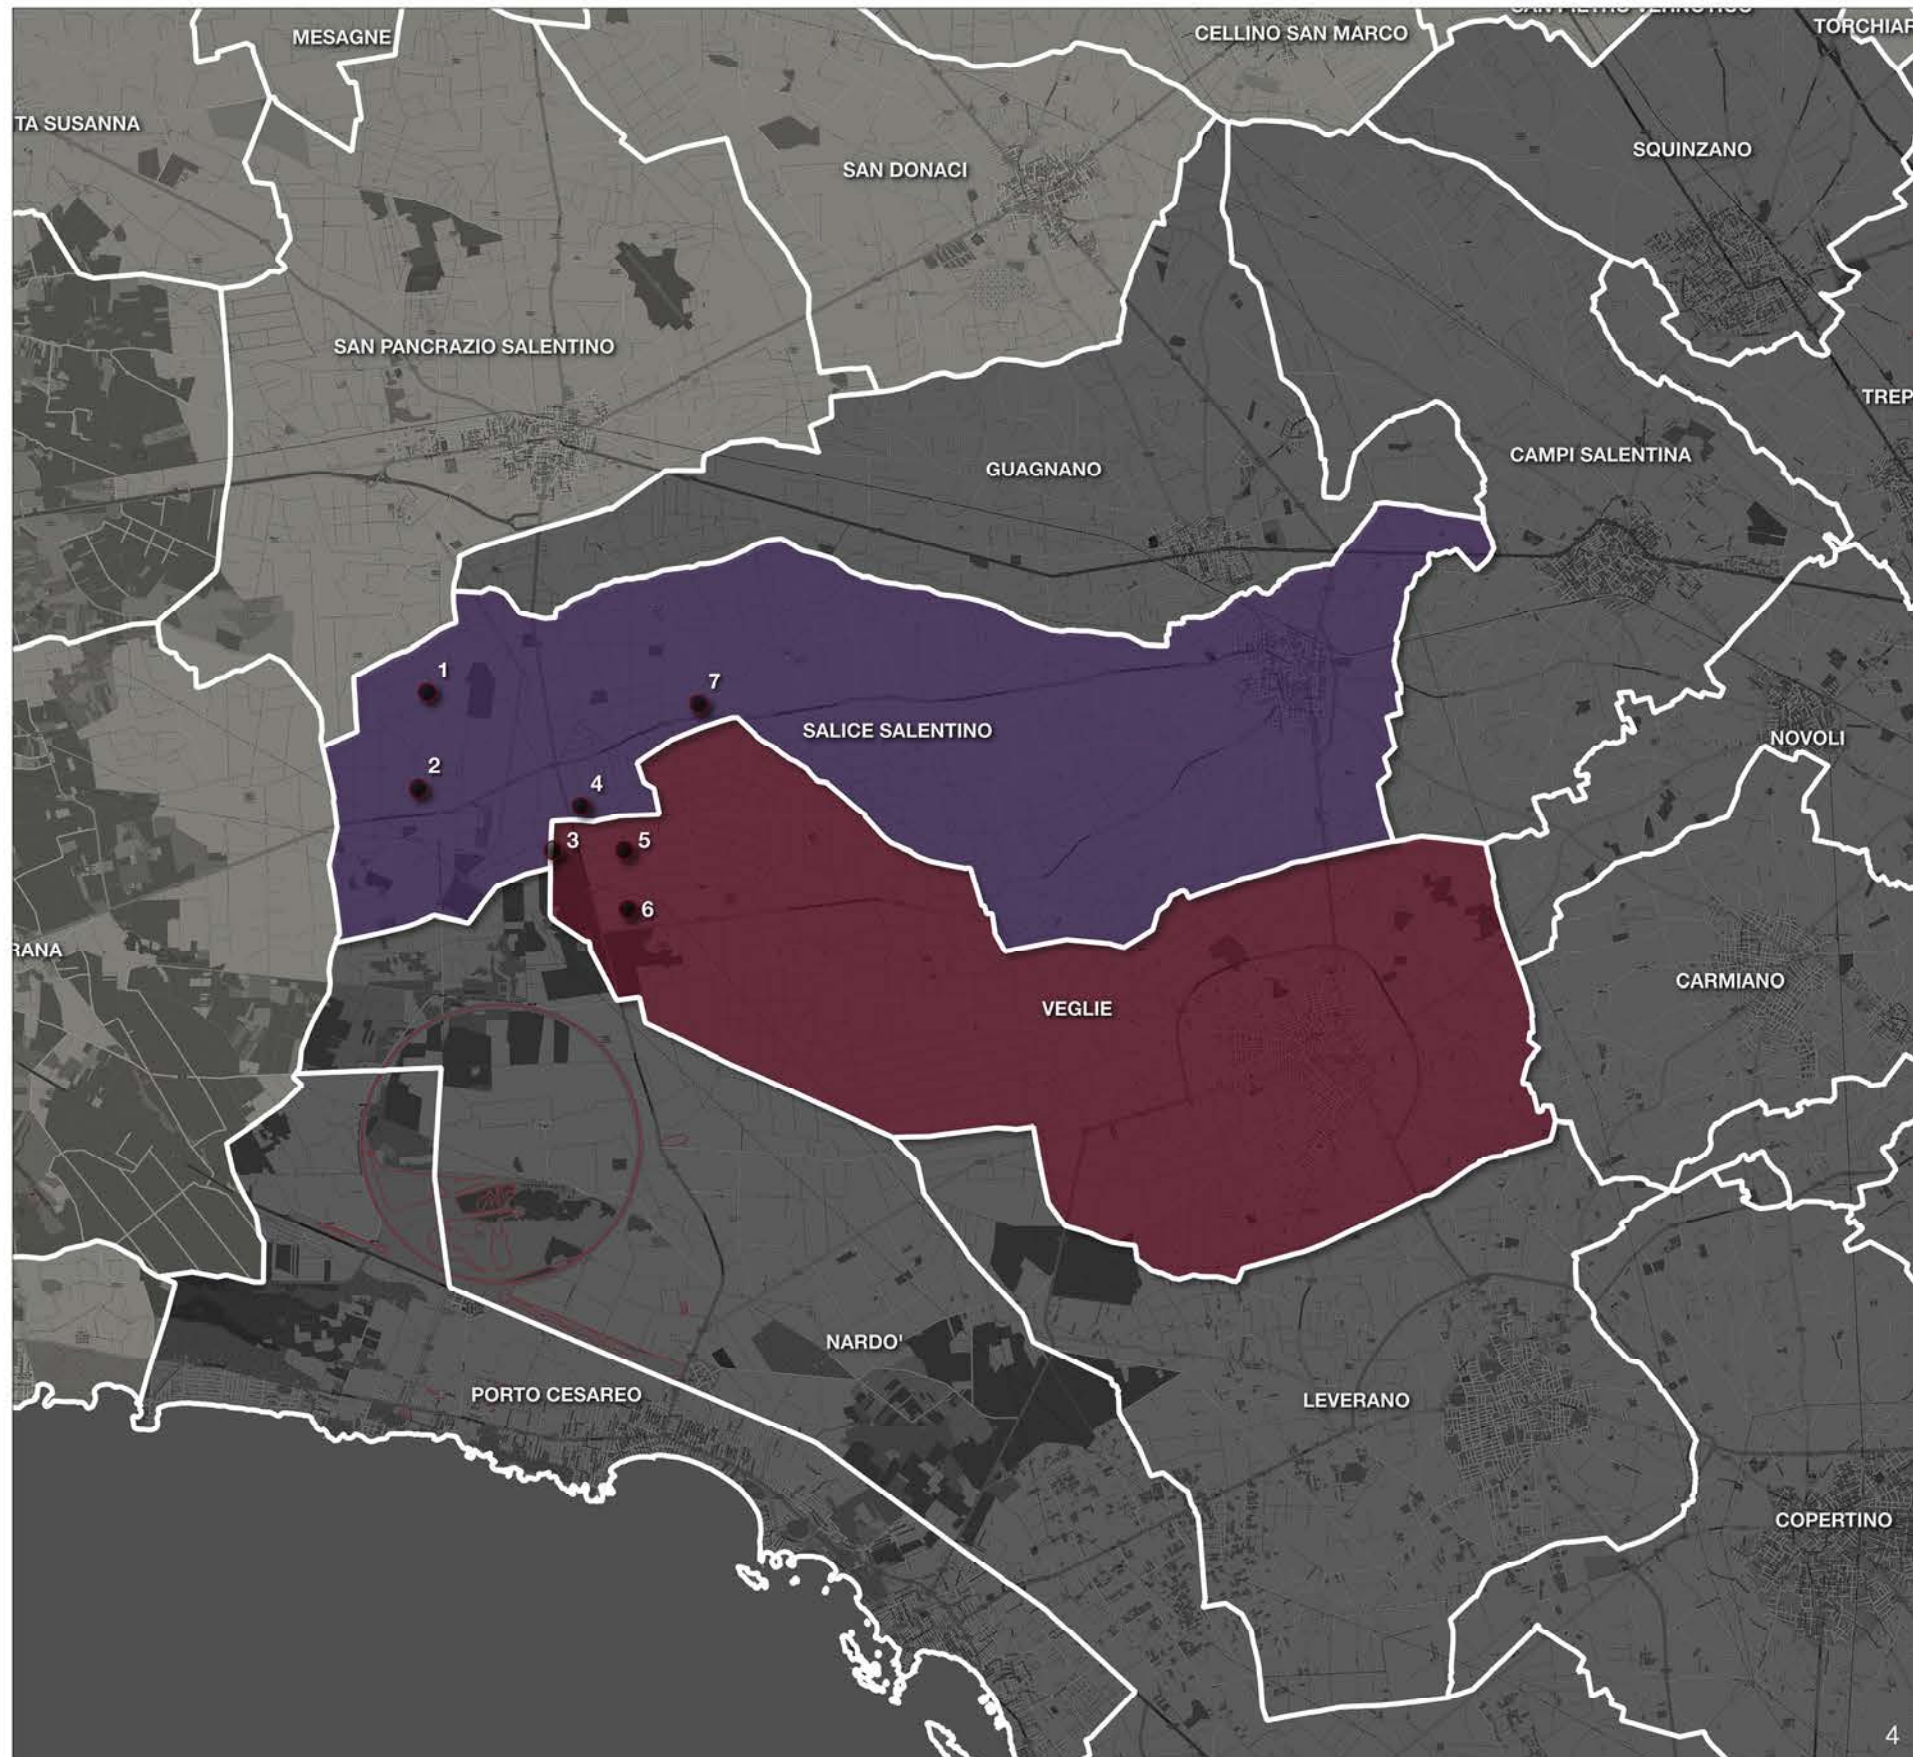 MESAGNE
CELLINO SAN MARCO
TA SUSANNA
SAN DONACI
SQUINZANO
SAN PANCRAZIO SALENTINO
TREP
GUAGNANO
CAMPI SALENTINA
1
7
SALICE SALENTINO
NOVOLI
2
4
3
5
6
RANA
CARMIANO
VEGLIE
NARDO'
PORTO CESAREO
LEVERANO
COPERTINO
4